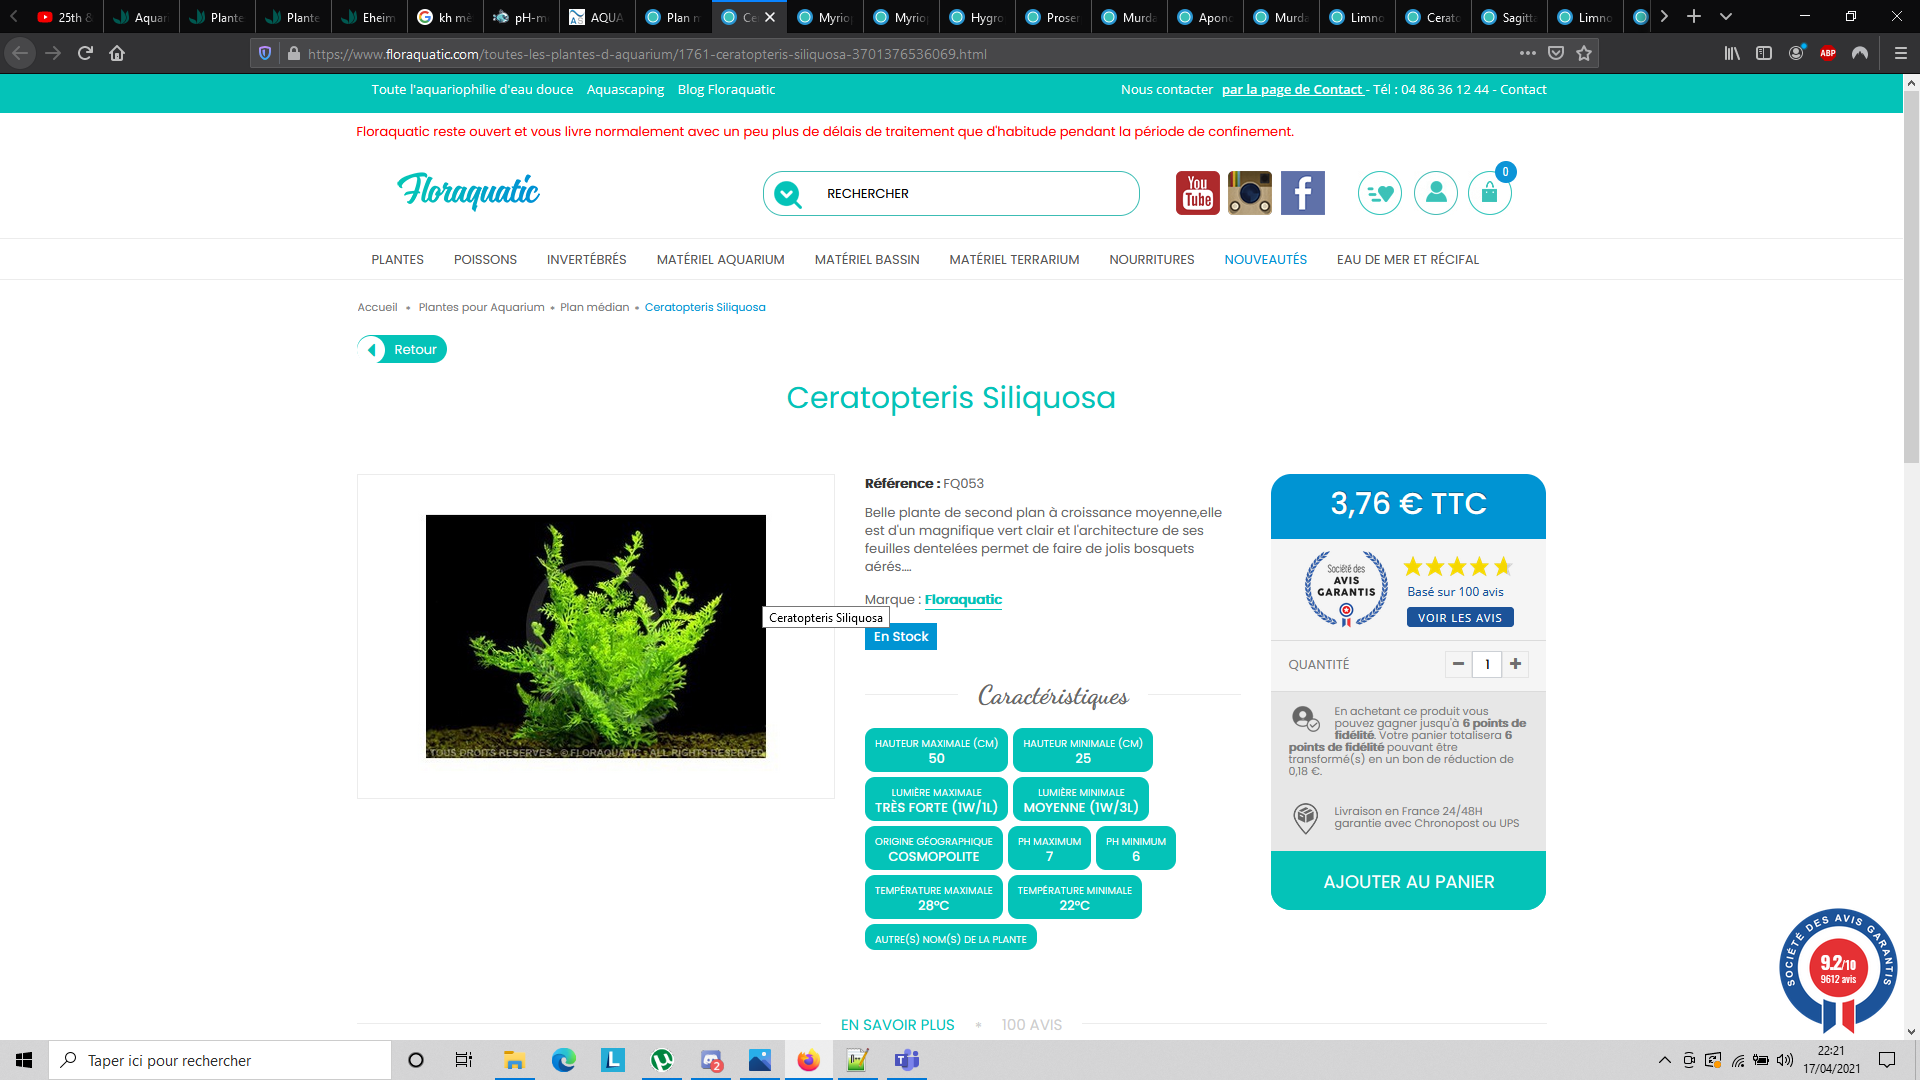 25th &
Aquar
Plante
Plante
Eheim
kh mè
pH-m
AQUA
Plan m
Ce
Myrio
Myrio
Hygro
Proser
Murda
Apono
Murda
Limno
Cerato
Sagitt
Limno
https://www.floraquatic.com/toutes-les-plantes-d-aquarium/1761-ceratopteris-siliquosa-3701376536069.html
ABP
Toute l'aquariophilie d'eau douce Aquascaping Blog Floraquatic
Nous contacter par la page de Contact - Tél : 04 86 36 12 44 - Contact
Floraquatic reste ouvert et vous livre normalement avec un peu plus de délais de traitement que d'habitude pendant la période de confinement.
Floraquatic
RECHERCHER
You
Tube
f
0
PLANTES POISSONS INVERTÉBRÉS MATÉRIEL AQUARIUM MATÉRIEL BASSIN MATÉRIEL TERRARIUM NOURRITURES NOUVEAUTÉS EAU DE MER ET RÉCIFAL
Accueil • Plantes pour Aquarium • Plan médian • Ceratopteris Siliquosa
Retour
Ceratopteris Siliquosa
TOUS DROITS RESERVES - © FLORAQUATIC - ALL RIGHTS RESERVED
Ceratopteris Siliquosa
Référence : FQ053
Belle plante de second plan à croissance moyenne,elle
est d'un magnifique vert clair et l'architecture de ses
feuilles dentelées permet de faire de jolis bosquets
aérés....
Marque : Floraquatic
En Stock
Caractéristiques
HAUTEUR MAXIMALE (CM)
50
HAUTEUR MINIMALE (CM)
25
LUMIÈRE MAXIMALE
TRÈS FORTE (1W/1L)
LUMIÈRE MINIMALE
MOYENNE (1W/3L)
ORIGINE GÉOGRAPHIQUE
COSMOPOLITE
PH MAXIMUM
7
PH MINIMUM
6
TEMPÉRATURE MAXIMALE
28°C
TEMPÉRATURE MINIMALE
22°C
AUTRE(S) NOM(S) DE LA PLANTE
3,76 € TTC
Société des
AVIS
GARANTIS
Basé sur 100 avis
VOIR LES AVIS
QUANTITÉ
1
En achetant ce produit vous
pouvez gagner jusqu'à 6 points de
fidélité. Votre panier totalisera 6
points de fidélité pouvant être
transformé(s) en un bon de réduction de
0,18 €.
Livraison en France 24/48H
garantie avec Chronopost ou UPS
AJOUTER AU PANIER
SOCIÉTÉ DES AVIS GARANTIS
9.2/10
9612 avis
EN SAVOIR PLUS • 100 AVIS
Taper ici pour rechercher
L
2
22:21
17/04/2021